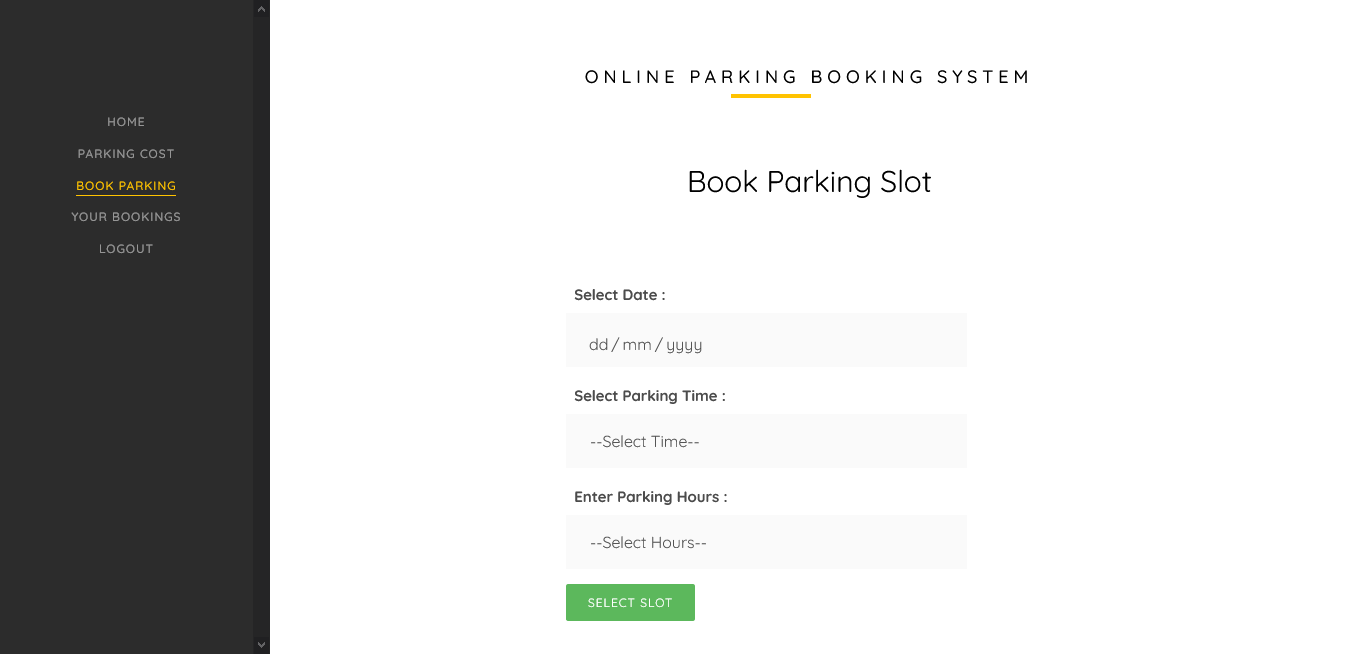 HOME
PARKING COST
BOOK PARKING
YOUR BOOKINGS
LOGOUT
ONLINE PARKING BOOKING SYSTEM
Book Parking Slot
Select Date :
dd / mm / yyyy
Select Parking Time :
--Select Time--
Enter Parking Hours :
--Select Hours--
SELECT SLOT